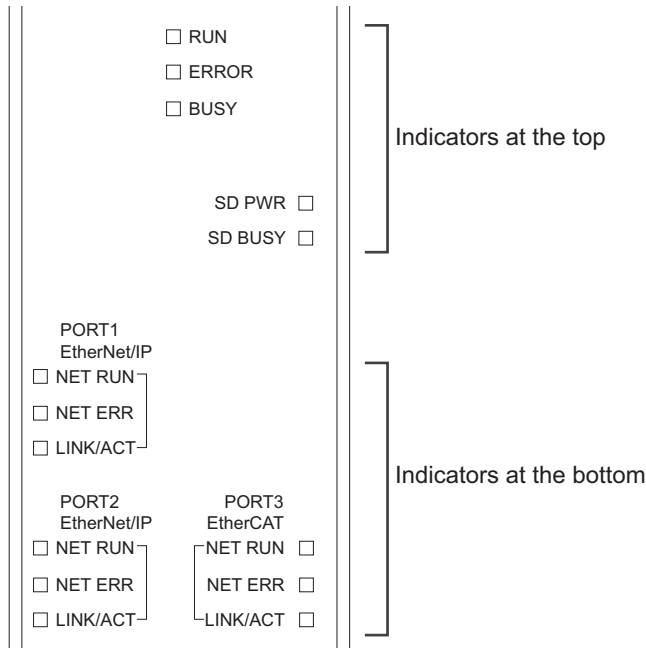 RUN
ERROR
BUSY
Indicators at the top
SD PWR
SD BUSY
PORT1
EtherNet/IP
NET RUN
NET ERR
LINK/ACT
Indicators at the bottom
PORT2
EtherNet/IP
NET RUN
NET ERR
LINK/ACT
PORT3
EtherCAT
NET RUN
NET ERR
LINK/ACT